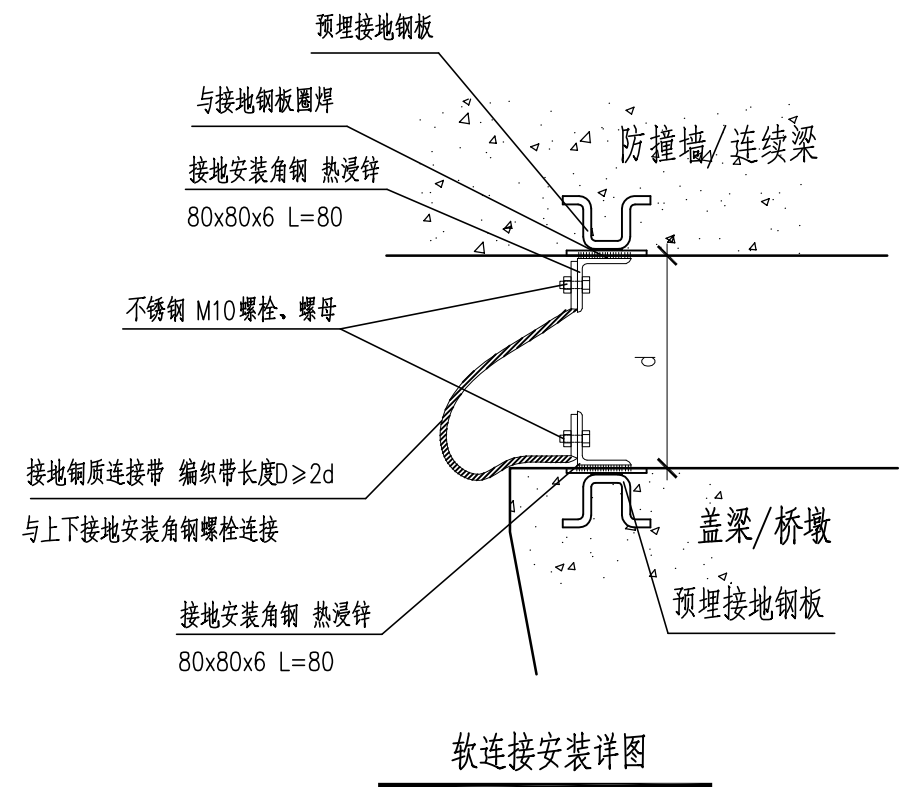 预埋接地钢板
与接地钢板圈焊
防撞墙/连续梁
接地安装角钢 热浸锌
80x80x6 L=80
不锈钢 M10螺栓、螺母
d
接地铜质连接带 编织带长度D≥2d
与上下接地安装角钢螺栓连接
盖梁/桥墩
接地安装角钢 热浸锌
80x80x6 L=80
预埋接地钢板
软连接安装详图